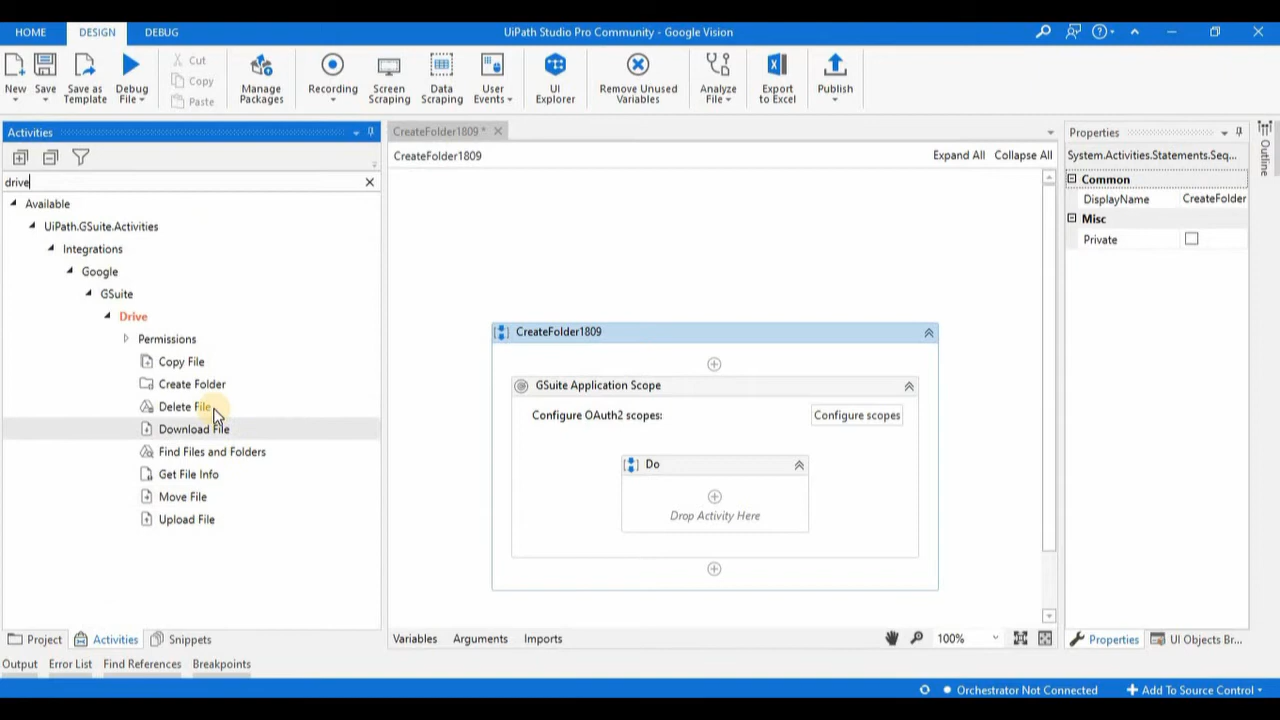 HOME DESIGN DEBUG UiPath Studio Pro Community - Google Vision
New Save Save as Template Debug File Cut Copy Paste Manage Packages Recording Screen Scraping Data Scraping User Events UI Explorer Remove Unused Variables Analyze File Export to Excel Publish
Activities
drive
Available
UiPath.GSuite.Activities
Integrations
Google
GSuite
Drive
Permissions
Copy File
Create Folder
Delete File
Download File
Find Files and Folders
Get File Info
Move File
Upload File
Project Activities Snippets
CreateFolder1809 *
CreateFolder1809 Expand All Collapse All
CreateFolder1809
GSuite Application Scope
Configure OAuth2 scopes: Configure scopes
Do
Drop Activity Here
Variables Arguments Imports 100%
Properties
System.Activities.Statements.Seq...
Common
DisplayName CreateFolder
Misc
Private
Outline
Properties UI Objects Br...
Output Error List Find References Breakpoints
Orchestrator Not Connected Add To Source Control